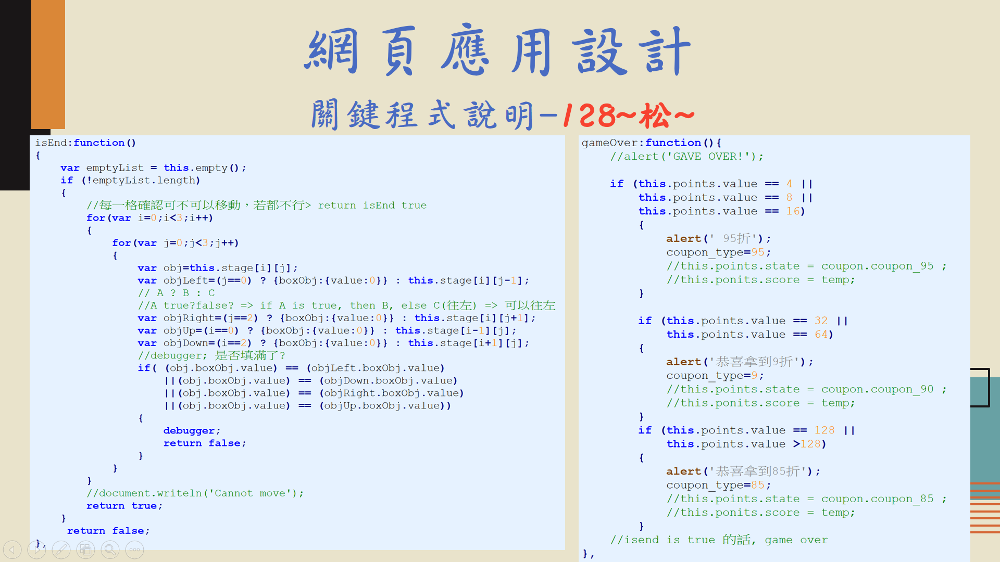 網頁應用設計
關鍵程式說明-128~松~
isEnd:function()
{
var emptyList = this.empty();
if (!emptyList.length)
{
//每一格確認可不可以移動，若都不行> return isEnd true
for(var i=0;i<3;i++)
{
for(var j=0;j<3;j++)
{
var obj=this.stage[i][j];
var objLeft=(j==0) ? {boxObj:{value:0}} : this.stage[i][j-1];
// A ? B : C
//A true?false? => if A is true, then B, else C(往左) => 可以往左
var objRight=(j==2) ? {boxObj:{value:0}} : this.stage[i][j+1];
var objUp=(i==0) ? {boxObj:{value:0}} : this.stage[i-1][j];
var objDown=(i==2) ? {boxObj:{value:0}} : this.stage[i+1][j];
//debugger; 是否填滿了?
if( (obj.boxObj.value) == (objLeft.boxObj.value)
||(obj.boxObj.value) == (objDown.boxObj.value)
||(obj.boxObj.value) == (objRight.boxObj.value)
||(obj.boxObj.value) == (objUp.boxObj.value))
{
debugger;
return false;
}
}
}
//document.writeln('Cannot move');
return true;
}
return false;
},
gameOver:function(){
//alert('GAVE OVER!');
if (this.points.value == 4 ||
this.points.value == 8 ||
this.points.value == 16)
{
alert(' 95折');
coupon_type=95;
//this.points.state = coupon.coupon_95 ;
//this.ponits.score = temp;
}
if (this.points.value == 32 ||
this.points.value == 64)
{
alert('恭喜拿到9折');
coupon_type=9;
//this.points.state = coupon.coupon_90 ;
//this.ponits.score = temp;
}
if (this.points.value == 128 ||
this.points.value >128)
{
alert('恭喜拿到85折');
coupon_type=85;
//this.points.state = coupon.coupon_85 ;
//this.ponits.score = temp;
}
//isend is true 的話, game over
},